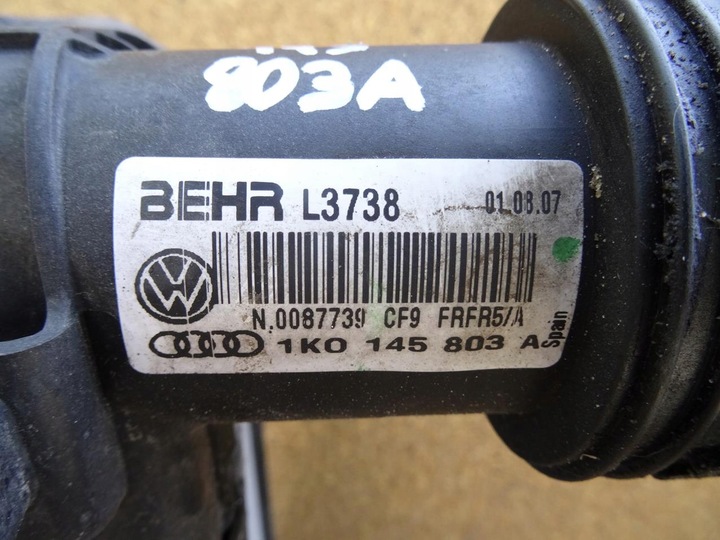 803A
BEHR L3738 01.08.07
N.0087739 CF9 FRFR5/A
1K0 145 803 A
Spain